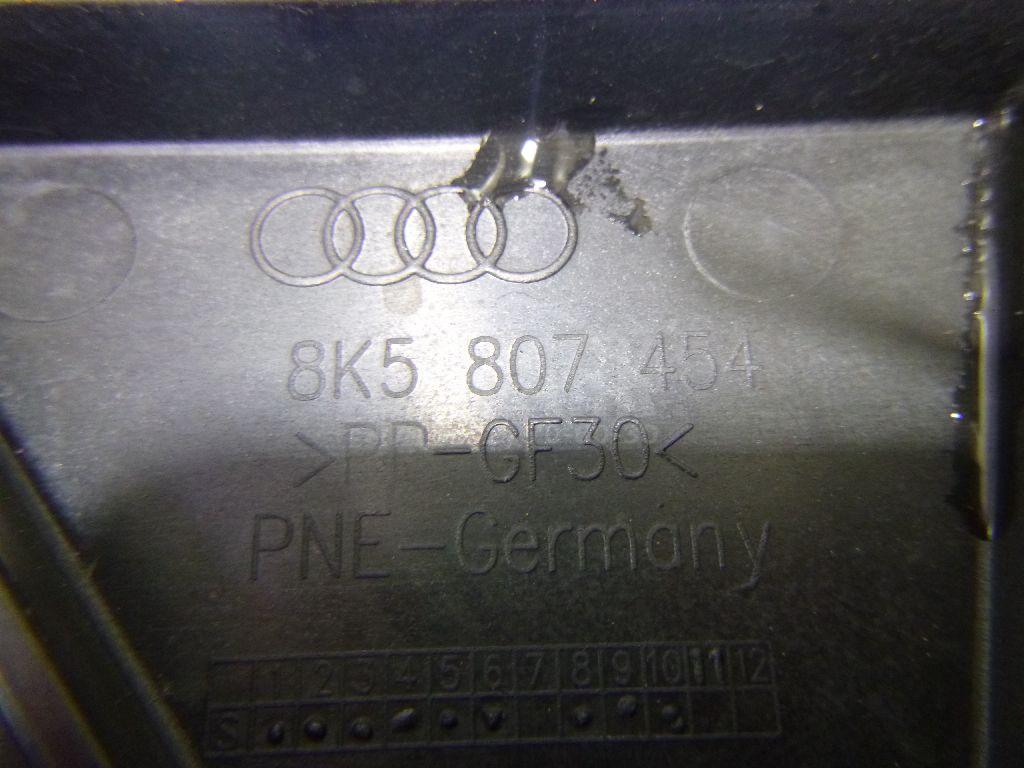 8K5 807 454
>PP-GF30<
PNE-Germany
1 2 3 4 5 6 7 8 9 10 11 12
S